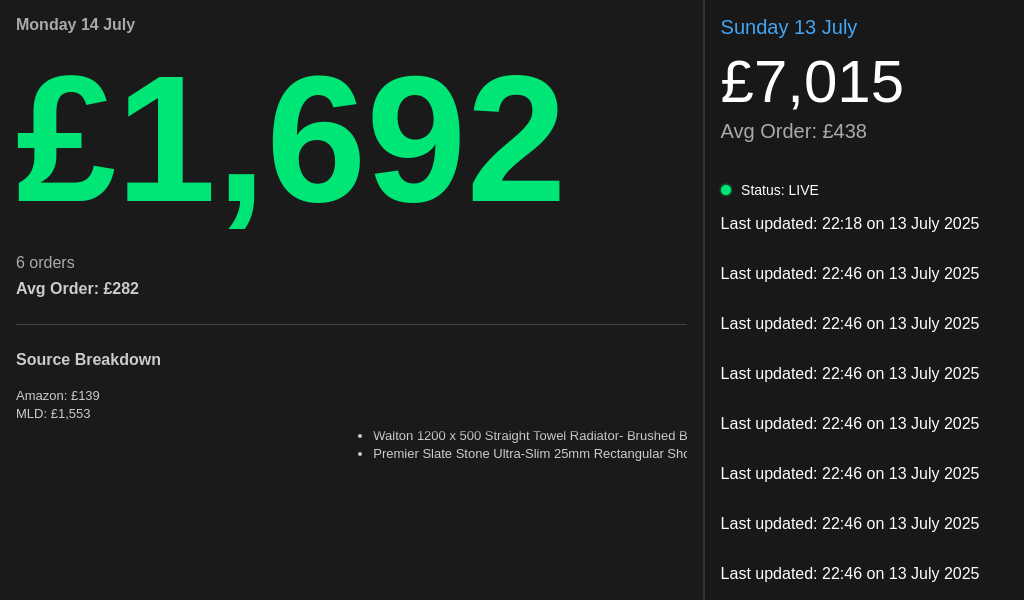 Monday 14 July
£1,692
6 orders
Avg Order: £282
Source Breakdown
Amazon: £139
MLD: £1,553
• Walton 1200 x 500 Straight Towel Radiator- Brushed B
• Premier Slate Stone Ultra-Slim 25mm Rectangular Sho
Sunday 13 July
£7,015
Avg Order: £438
Status: LIVE
Last updated: 22:18 on 13 July 2025
Last updated: 22:46 on 13 July 2025
Last updated: 22:46 on 13 July 2025
Last updated: 22:46 on 13 July 2025
Last updated: 22:46 on 13 July 2025
Last updated: 22:46 on 13 July 2025
Last updated: 22:46 on 13 July 2025
Last updated: 22:46 on 13 July 2025